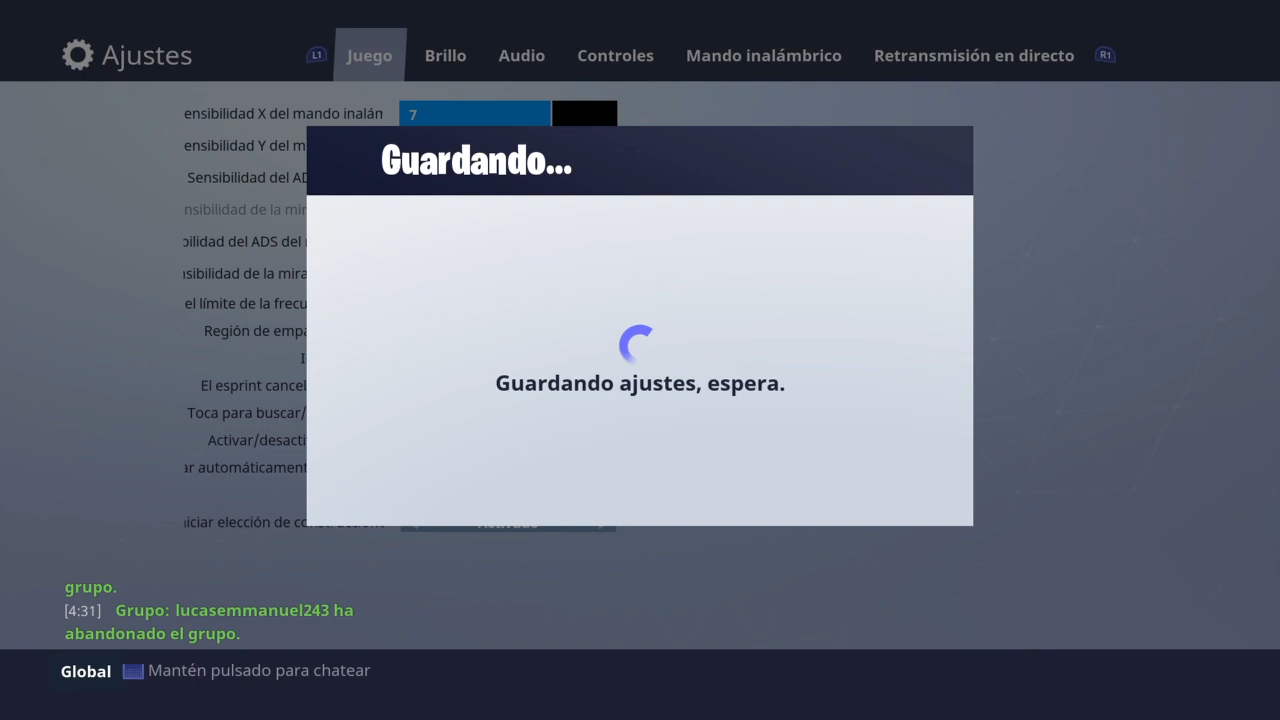 Ajustes
L1 Juego Brillo Audio Controles Mando inalámbrico Retransmisión en directo R1
ensibilidad X del mando inalán 7
ensibilidad Y del m
Guardando...
Sensibilidad del AD
nsibilidad de la mir
ilidad del ADS del
sibilidad de la mira
el límite de la frecu
Región de empa
Guardando ajustes, espera.
El esprint cancel
Toca para buscar/
Activar/desacti
ar automáticament
iciar elección de
grupo.
[4:31] Grupo: lucasemmanuel243 ha
abandonado el grupo.
Global Mantén pulsado para chatear